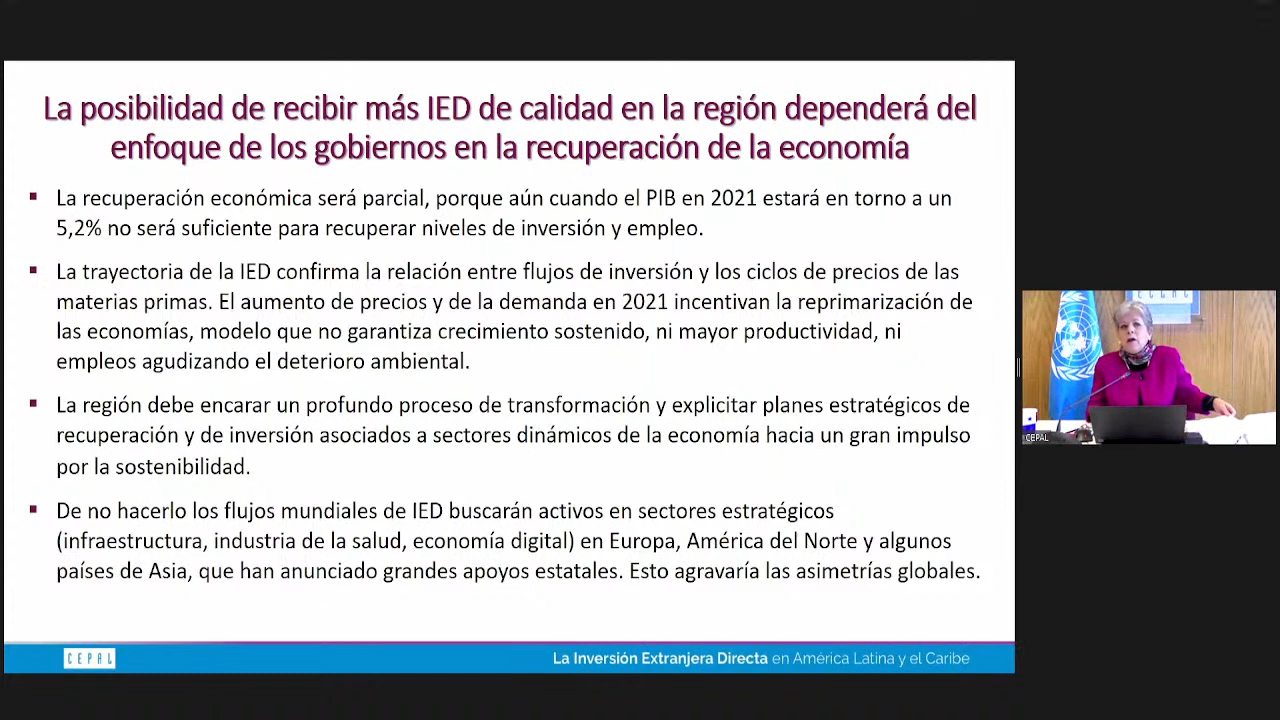 La posibilidad de recibir más IED de calidad en la región dependerá del
enfoque de los gobiernos en la recuperación de la economía
La recuperación económica será parcial, porque aún cuando el PIB en 2021 estará en torno a un
5,2% no será suficiente para recuperar niveles de inversión y empleo.
La trayectoria de la IED confirma la relación entre flujos de inversión y los ciclos de precios de las
materias primas. El aumento de precios y de la demanda en 2021 incentivan la reprimarización de
las economías, modelo que no garantiza crecimiento sostenido, ni mayor productividad, ni
empleos agudizando el deterioro ambiental.
La región debe encarar un profundo proceso de transformación y explicitar planes estratégicos de
recuperación y de inversión asociados a sectores dinámicos de la economía hacia un gran impulso
por la sostenibilidad.
De no hacerlo los flujos mundiales de IED buscarán activos en sectores estratégicos
(infraestructura, industria de la salud, economía digital) en Europa, América del Norte y algunos
países de Asia, que han anunciado grandes apoyos estatales. Esto agravaría las asimetrías globales.
CEPAL
La Inversión Extranjera Directa en América Latina y el Caribe
CEPAL